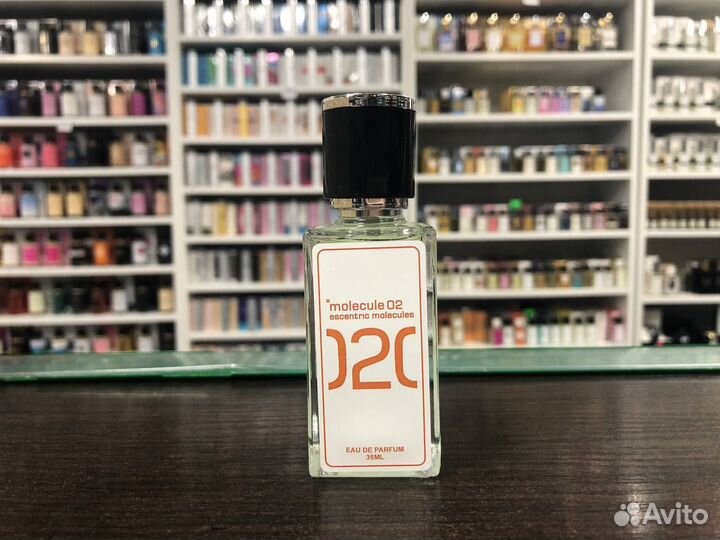 molecule 02
escentric molecules
020
EAU DE PARFUM
35ML
Avito